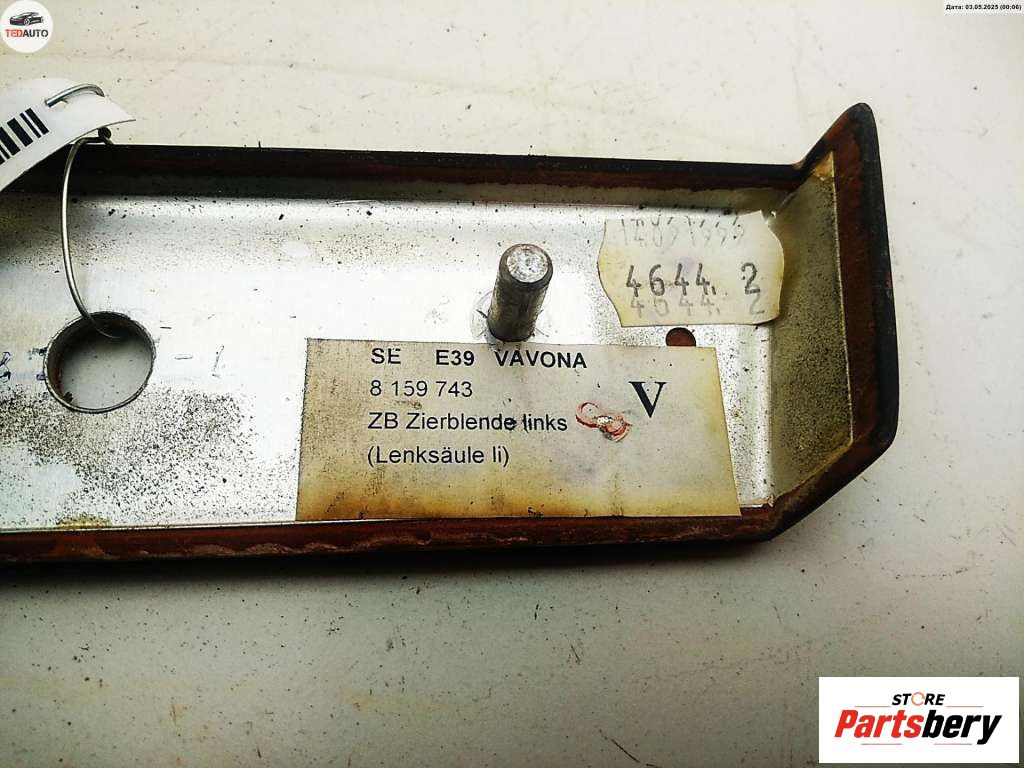 TEDAUTO
Дата: 03.05.2025 (00:06)
4644. 2
4644. 2
SE E39 VAVONA
8 159 743
V
ZB Zierblende links
(Lenksäule li)
STORE
Partsbery